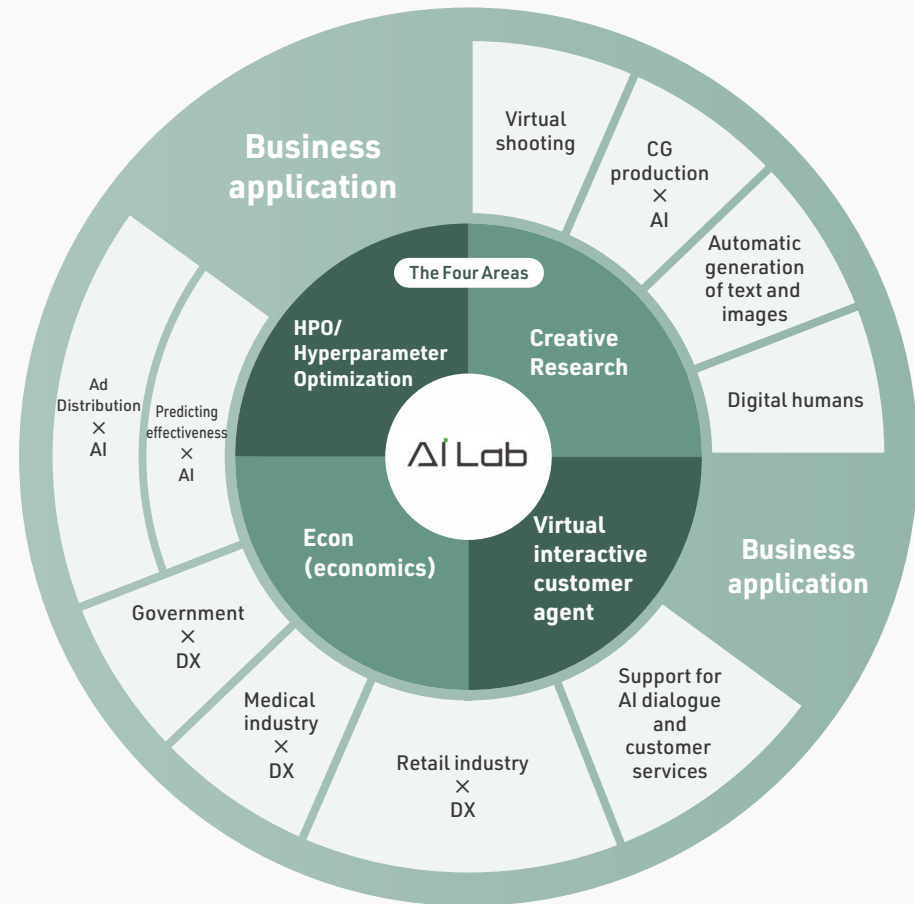 Business
application
Virtual
shooting
CG
production
×
AI
Automatic
generation
of text and
images
Digital humans
Business
application
Support for
AI dialogue
and
customer
services
Retail industry
×
DX
Medical
industry
×
DX
Government
×
DX
Ad
Distribution
×
AI
Predicting
effectiveness
×
AI
The Four Areas
HPO/
Hyperparameter
Optimization
Creative
Research
AI Lab
Econ
(economics)
Virtual
interactive
customer
agent